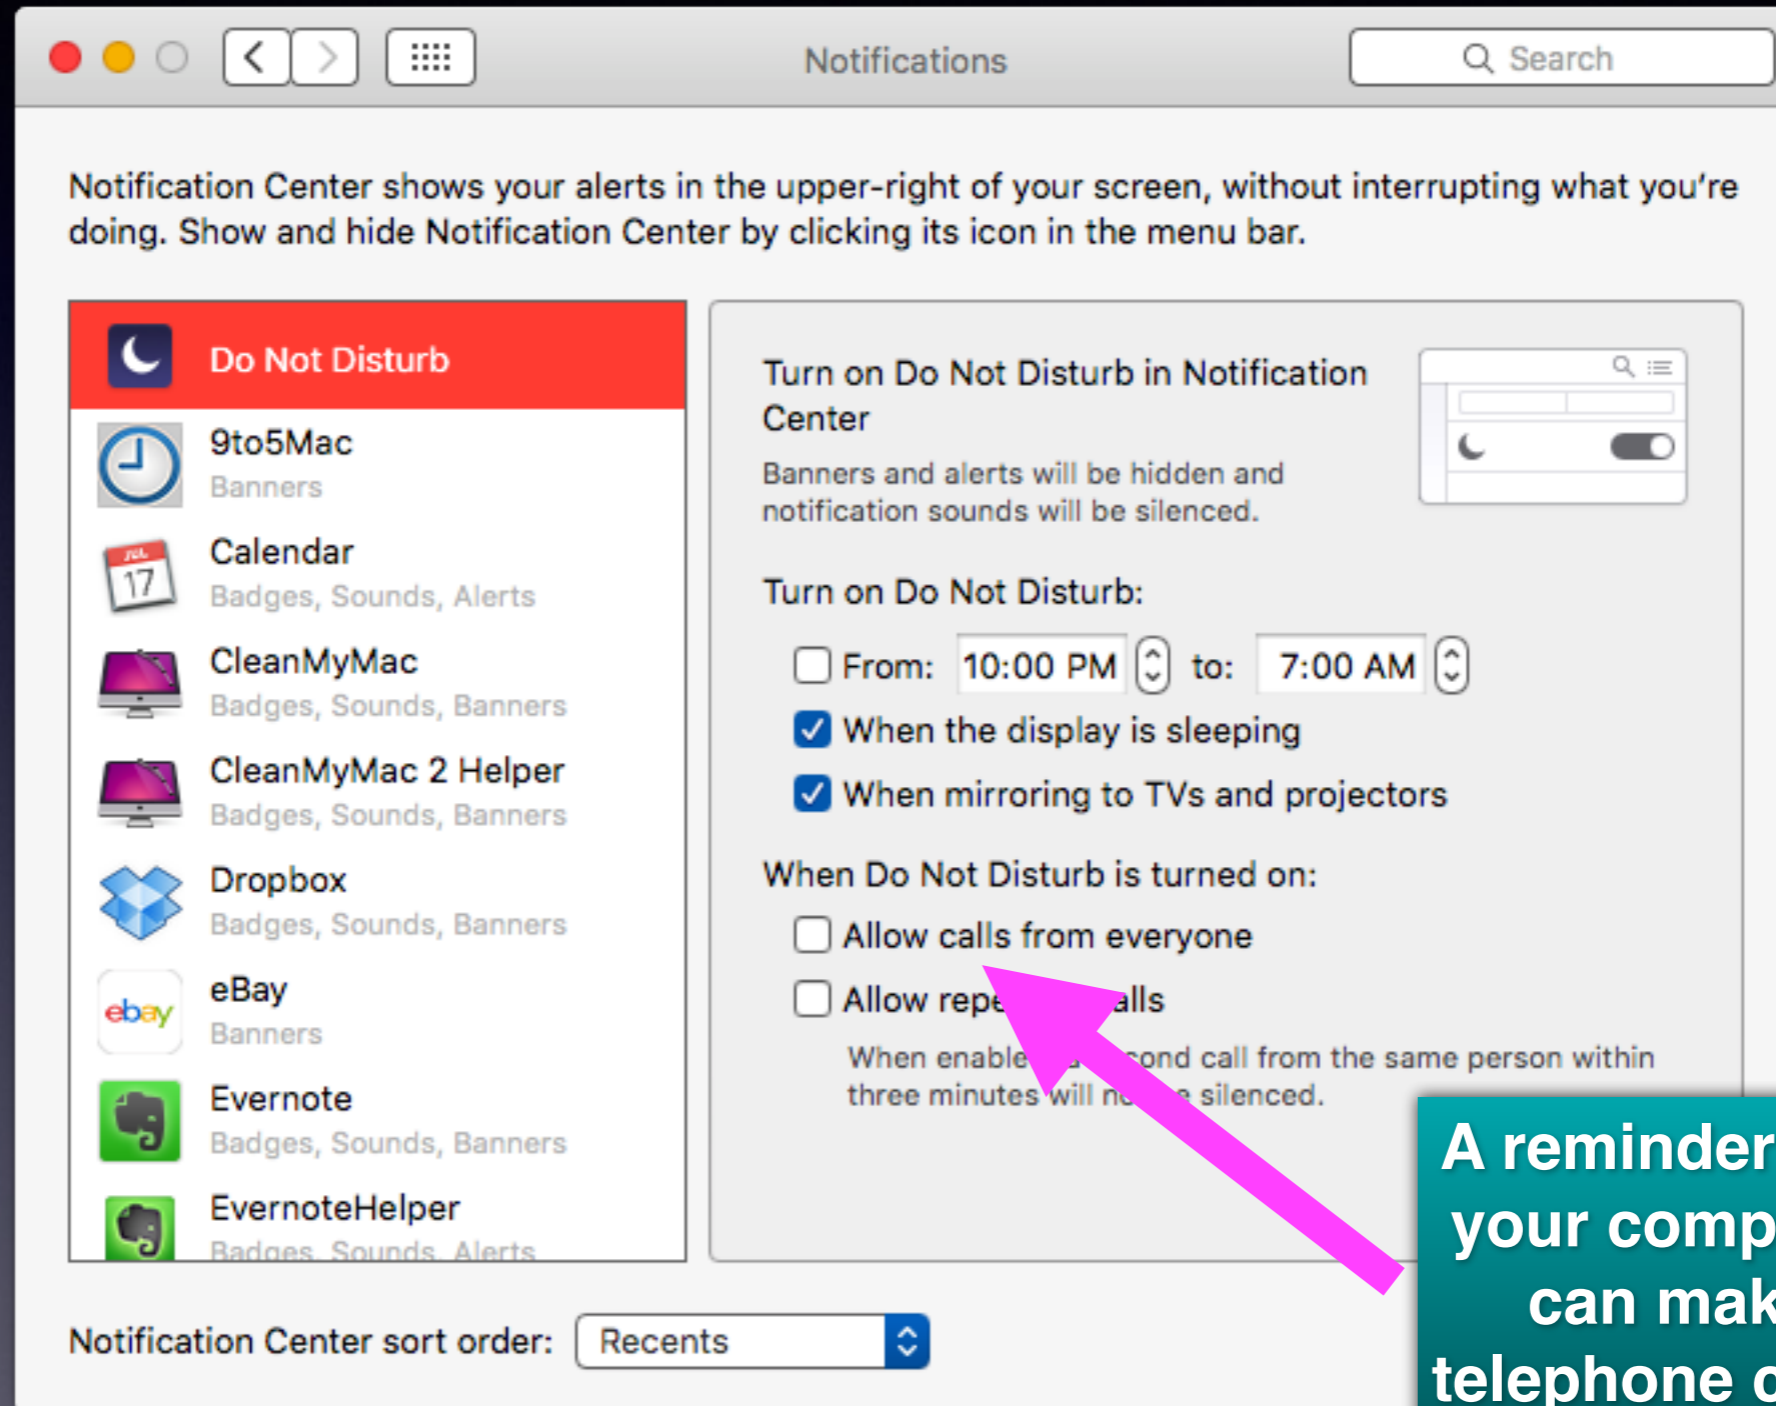 Notifications
Search
Notification Center shows your alerts in the upper-right of your screen, without interrupting what you're
doing. Show and hide Notification Center by clicking its icon in the menu bar.
Do Not Disturb
9to5Mac
Banners
JUL
17
Calendar
Badges, Sounds, Alerts
CleanMyMac
Badges, Sounds, Banners
CleanMyMac 2 Helper
Badges, Sounds, Banners
Dropbox
Badges, Sounds, Banners
ebay
eBay
Banners
Evernote
Badges, Sounds, Banners
EvernoteHelper
Badges, Sounds, Alerts
Notification Center sort order: Recents
Turn on Do Not Disturb in Notification
Center
Banners and alerts will be hidden and
notification sounds will be silenced.
Turn on Do Not Disturb:
From: 10:00 PM to: 7:00 AM
When the display is sleeping
When mirroring to TVs and projectors
When Do Not Disturb is turned on:
Allow calls from everyone
Allow
When call from the same person within
three minutes will silenced.
A reminder
your
can
telephone